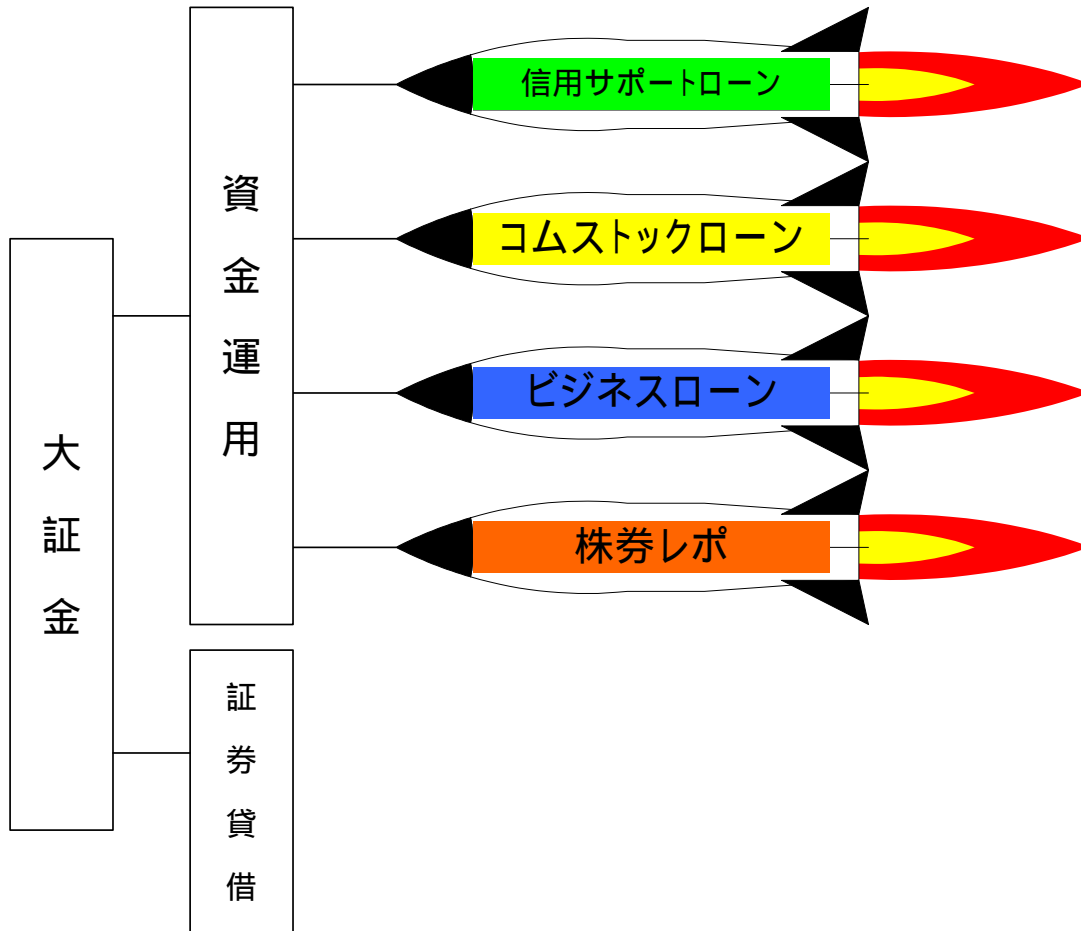 大証金
資金運用
信用サポートローン
コムストックローン
ビジネスローン
株券レポ
証券貸借